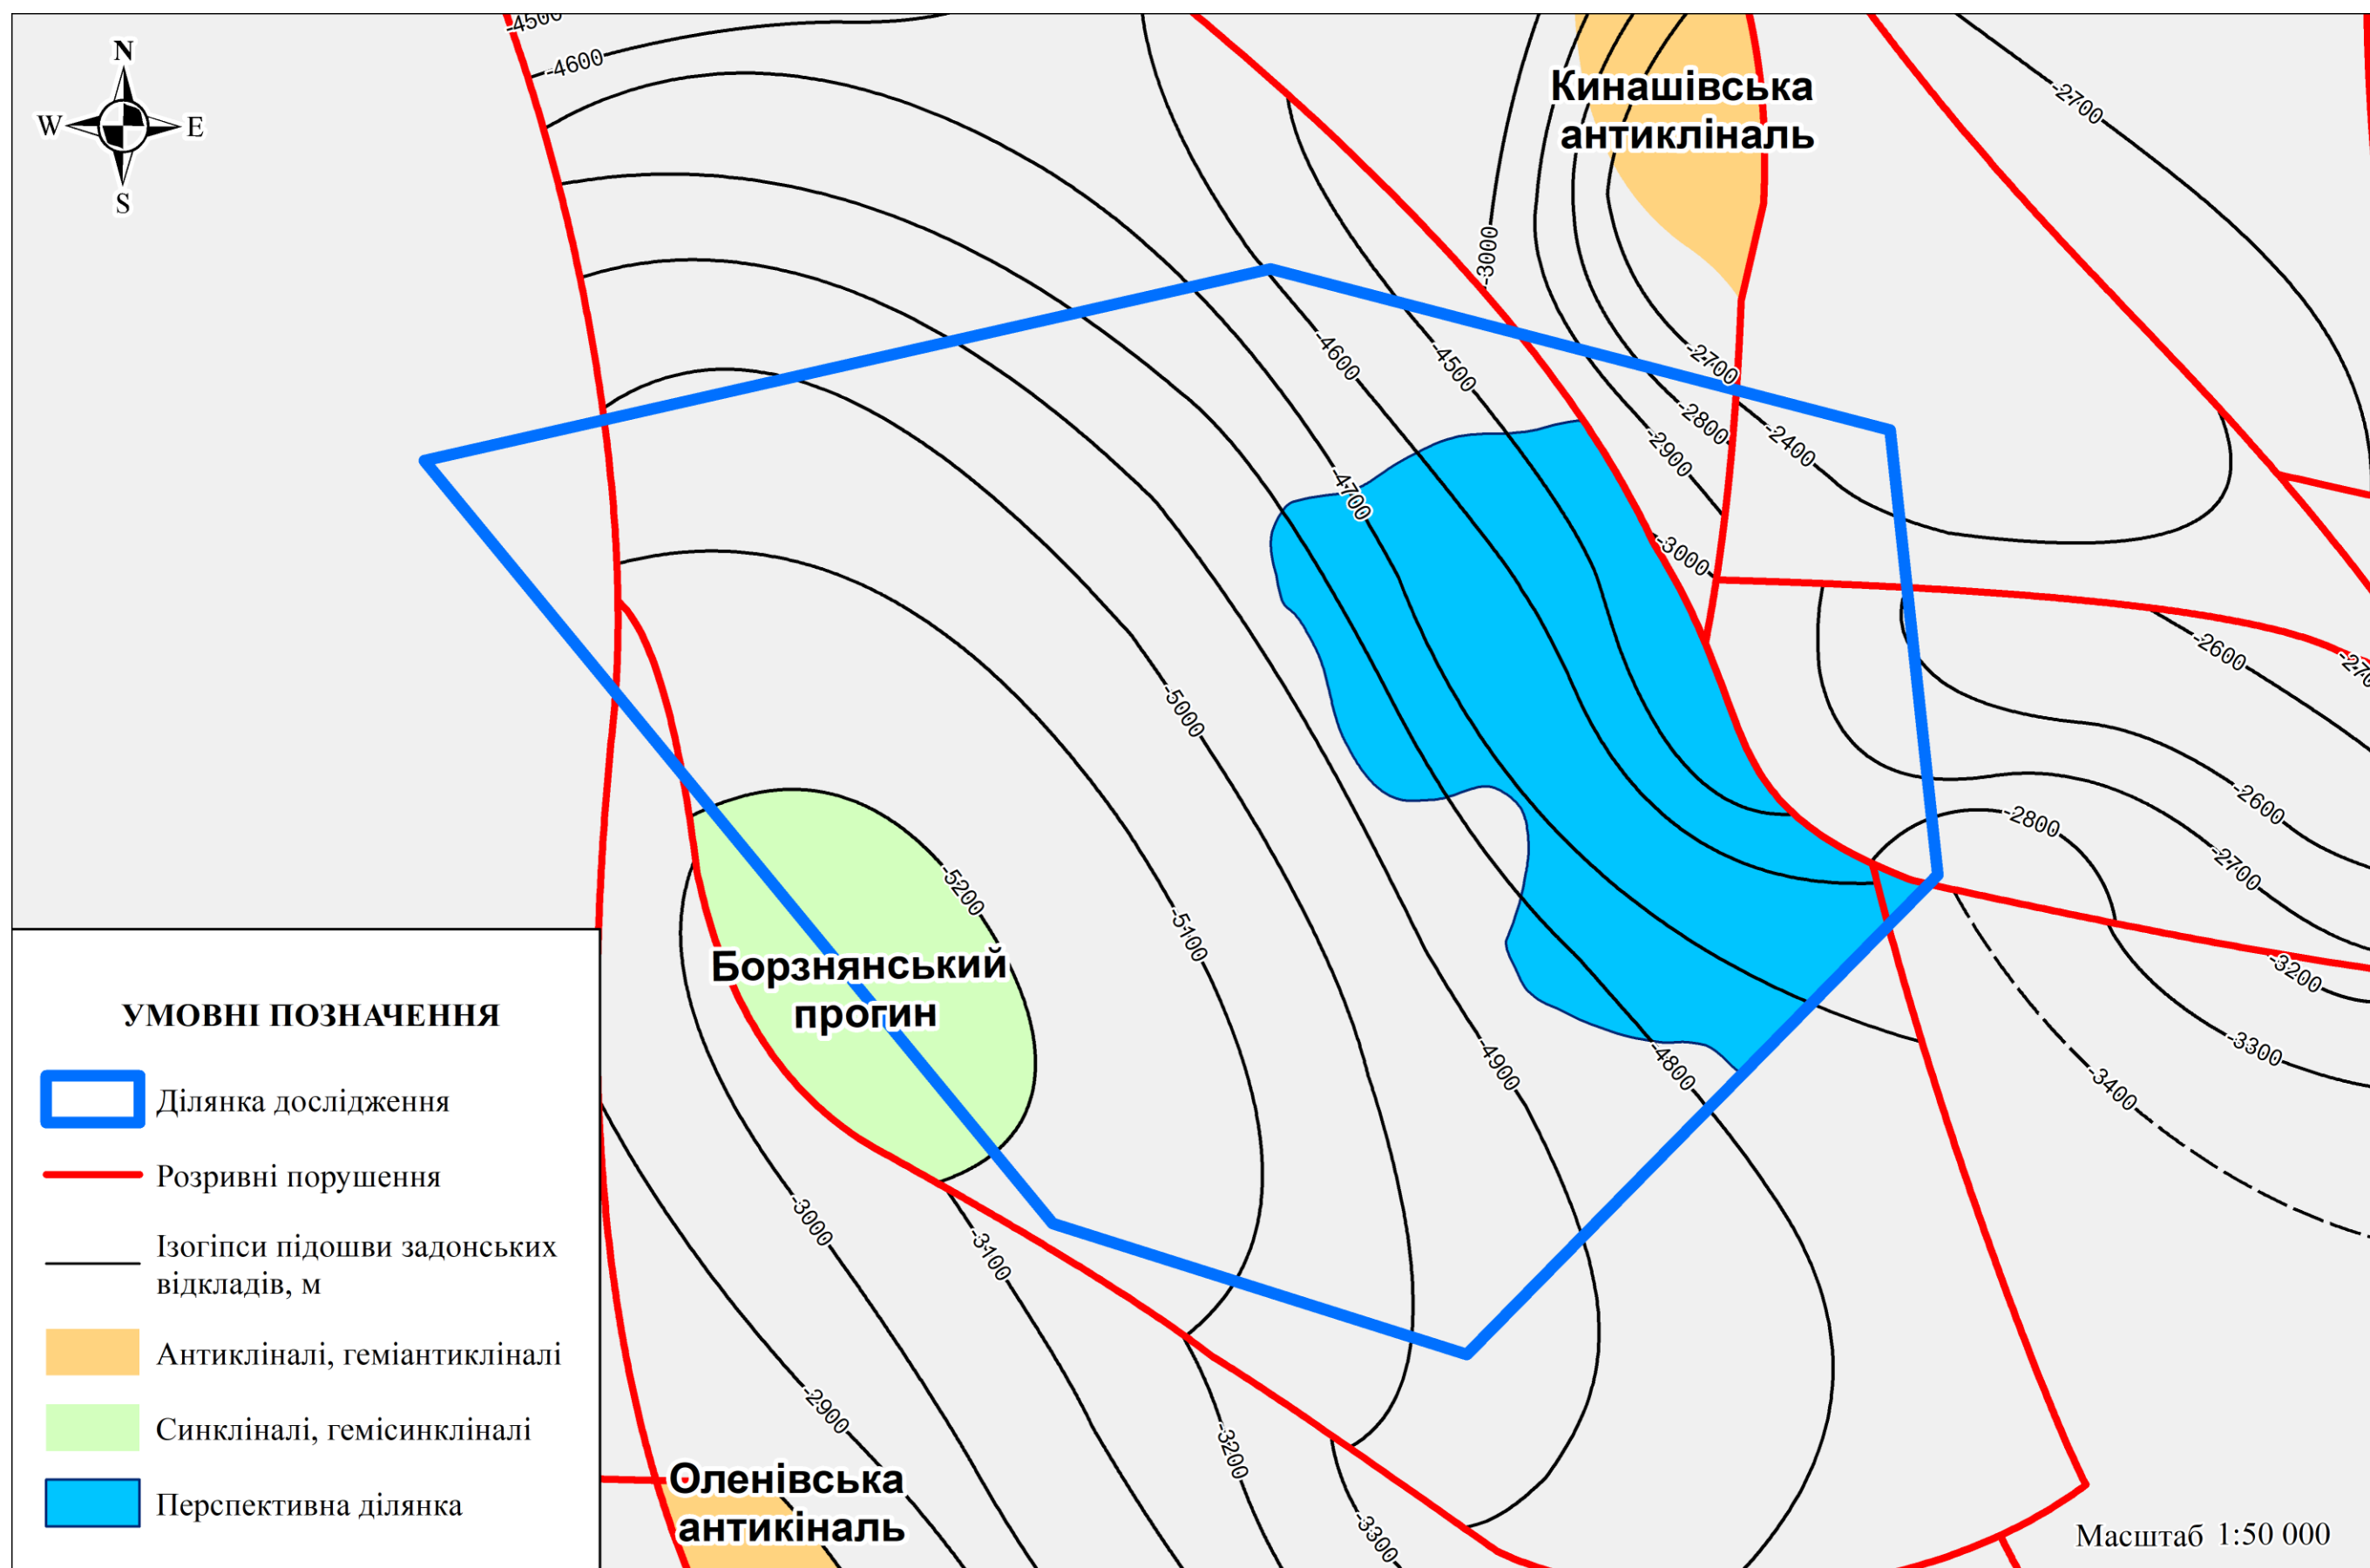 -4500
-4600
N
W
E
S
Кинашівська
антикліналь
-2700
-3000
-4600
-4500
-2700
-2800
-2400
-2900
-4700
-3000
-2600
-270
-5000
-2600
-2800
-2700
-5200
-5100
-3200
Борзнянський
прогин
-4900
-4800
-3300
-3400
-3000
-3100
-2900
-3200
-3300
Оленівська
антикіналь
УМОВНІ ПОЗНАЧЕННЯ
Ділянка дослідження
Розривні порушення
Ізогіпси підошви задонських
відкладів, м
Антикліналі, геміантикліналі
Синкліналі, гемісинкліналі
Перспективна ділянка
Масштаб 1:50 000